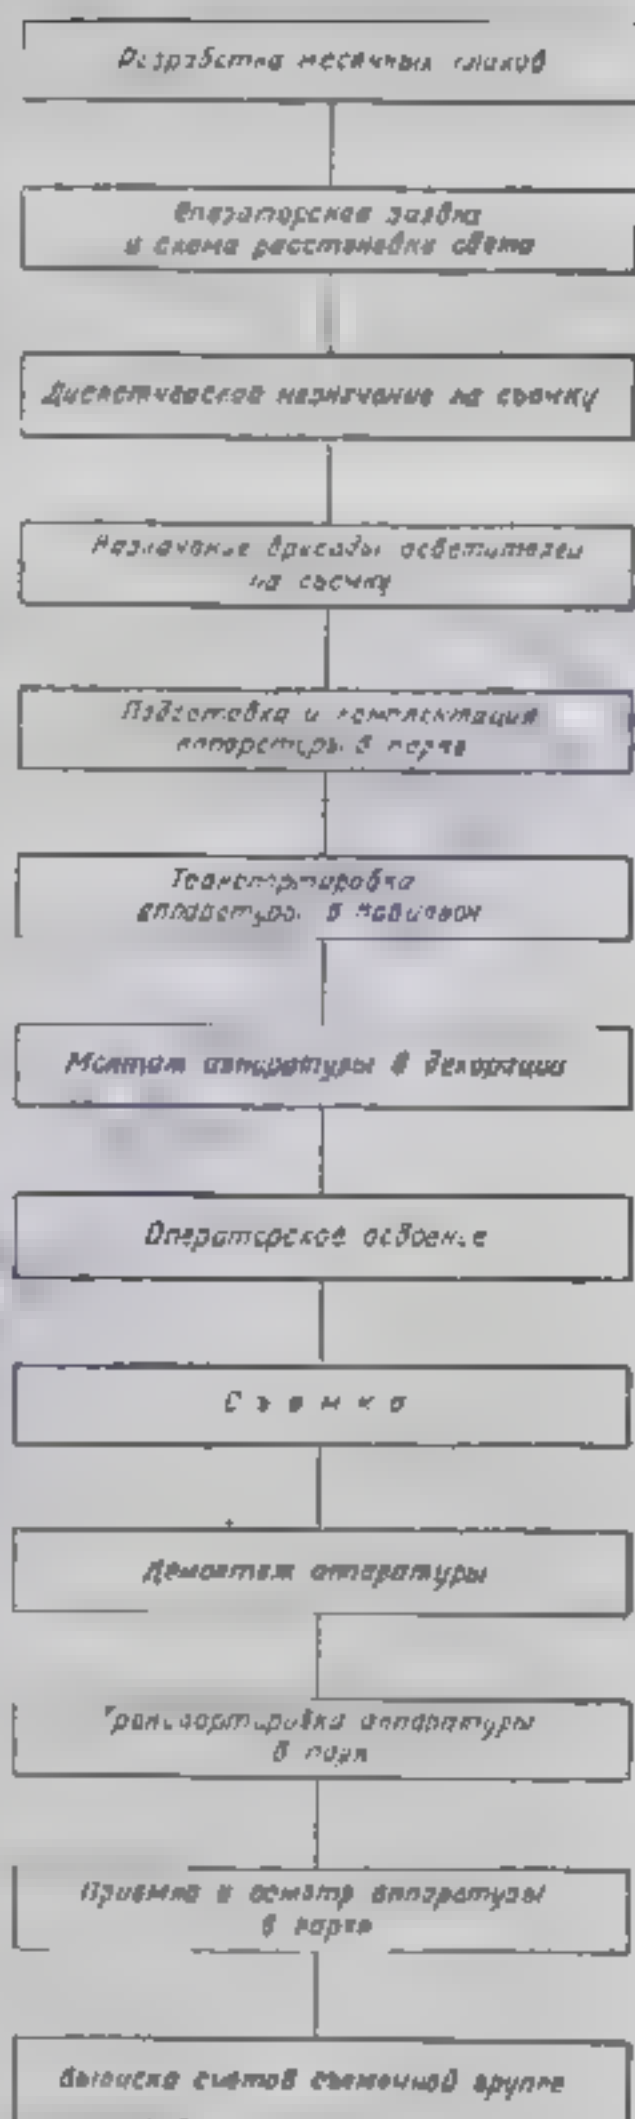 Разработка месячных планов
Операторская заявка
и схема расстановки света
Диспетчерское назначение на съемку
Назначение бригады осветителей
на съемку
Подготовка и комплектация
аппаратуры в парке
Транспортировка
аппаратуры в павильон
Монтаж аппаратуры в декорации
Операторское освоение
Съемка
Демонтаж аппаратуры
Транспортировка аппаратуры
в парк
Приемка и осмотр аппаратуры
в парке
Выписка счетов съемочной группе